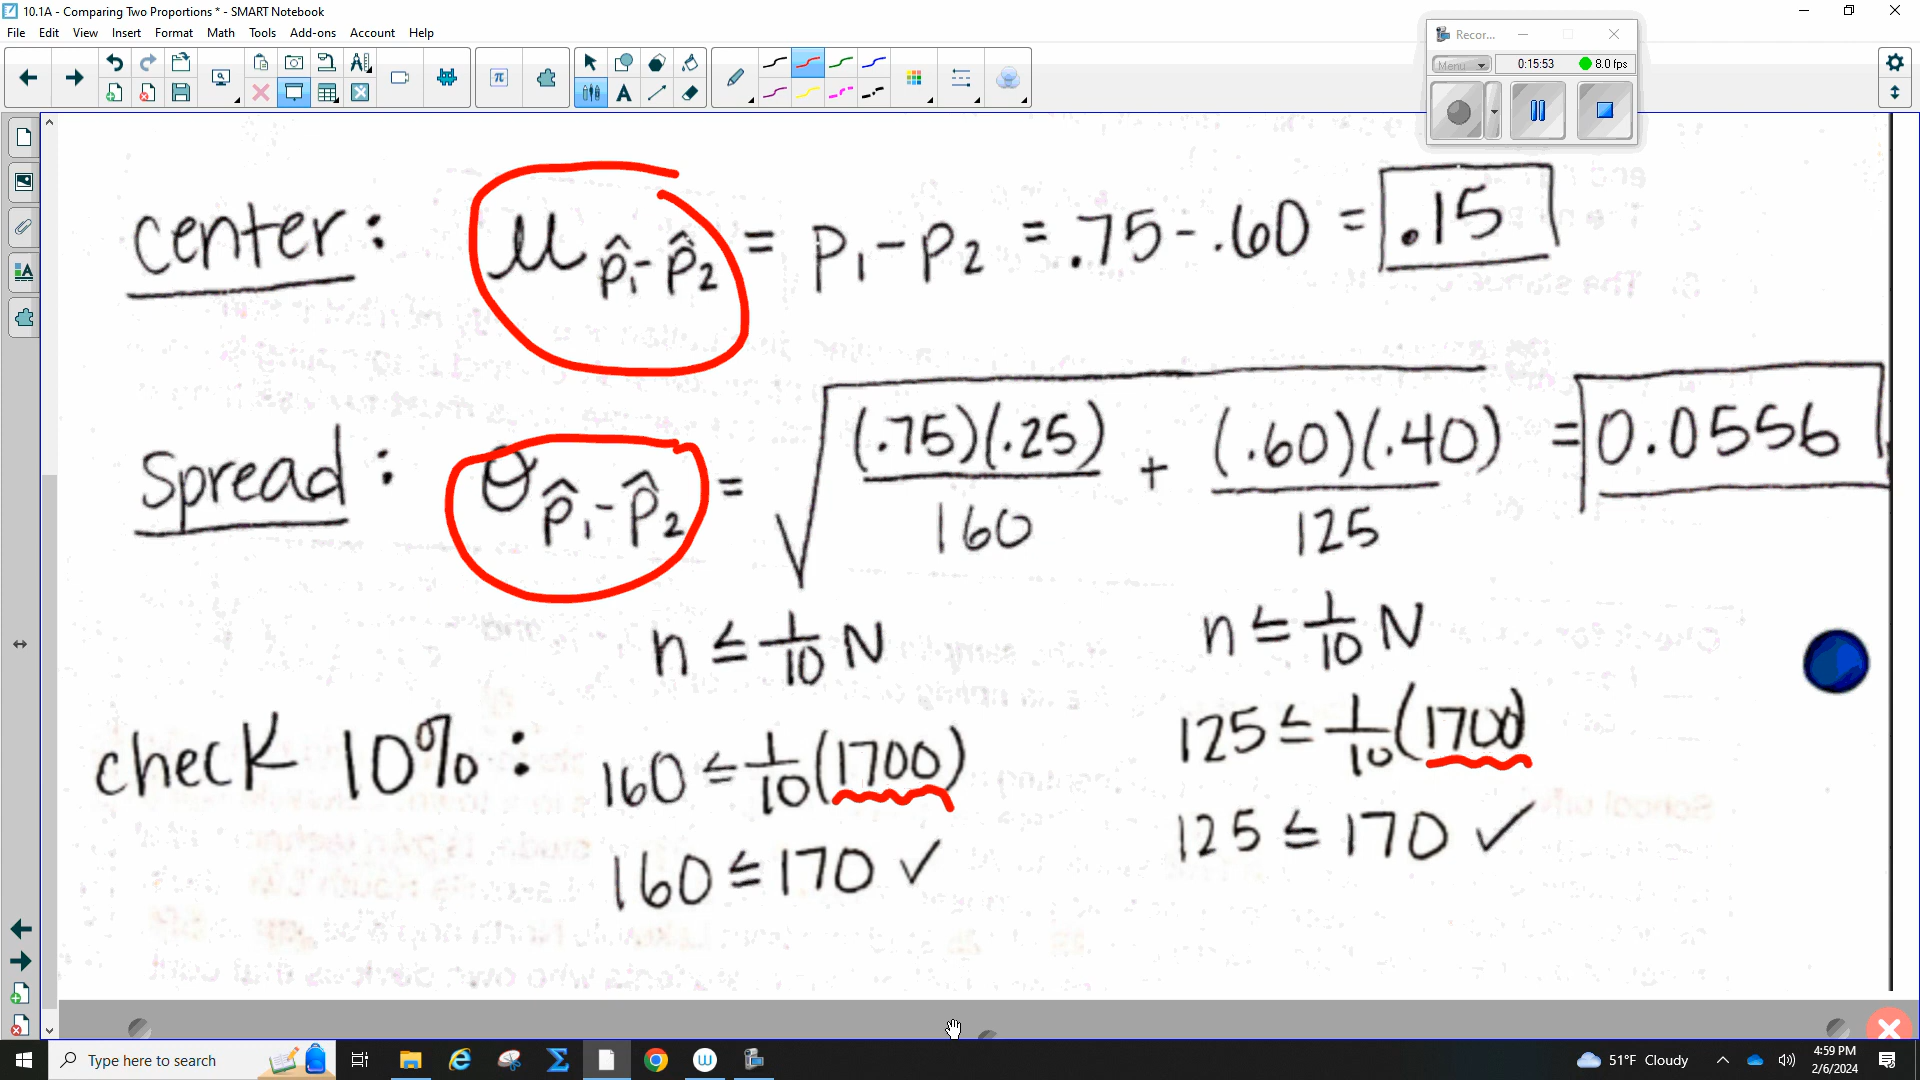 10.1A - Comparing Two Proportions * - SMART Notebook
File Edit View Insert Format Math Tools Add-ons Account Help
Recor...
Menu 0:15:53 8.0 fps
center: μ p̂₁-p̂₂ = p₁-p₂ = .75-.60 = .15
spread: σ p̂₁-p̂₂ = √ (.75)(.25) / 160 + (.60)(.40) / 125 = 0.0556
n ≤ 1/10 N n ≤ 1/10 N
check 10%: 160 ≤ 1/10 (1700) 125 ≤ 1/10 (1700)
160 ≤ 170 ✓ 125 ≤ 170 ✓
Type here to search
51°F Cloudy
4:59 PM
2/6/2024